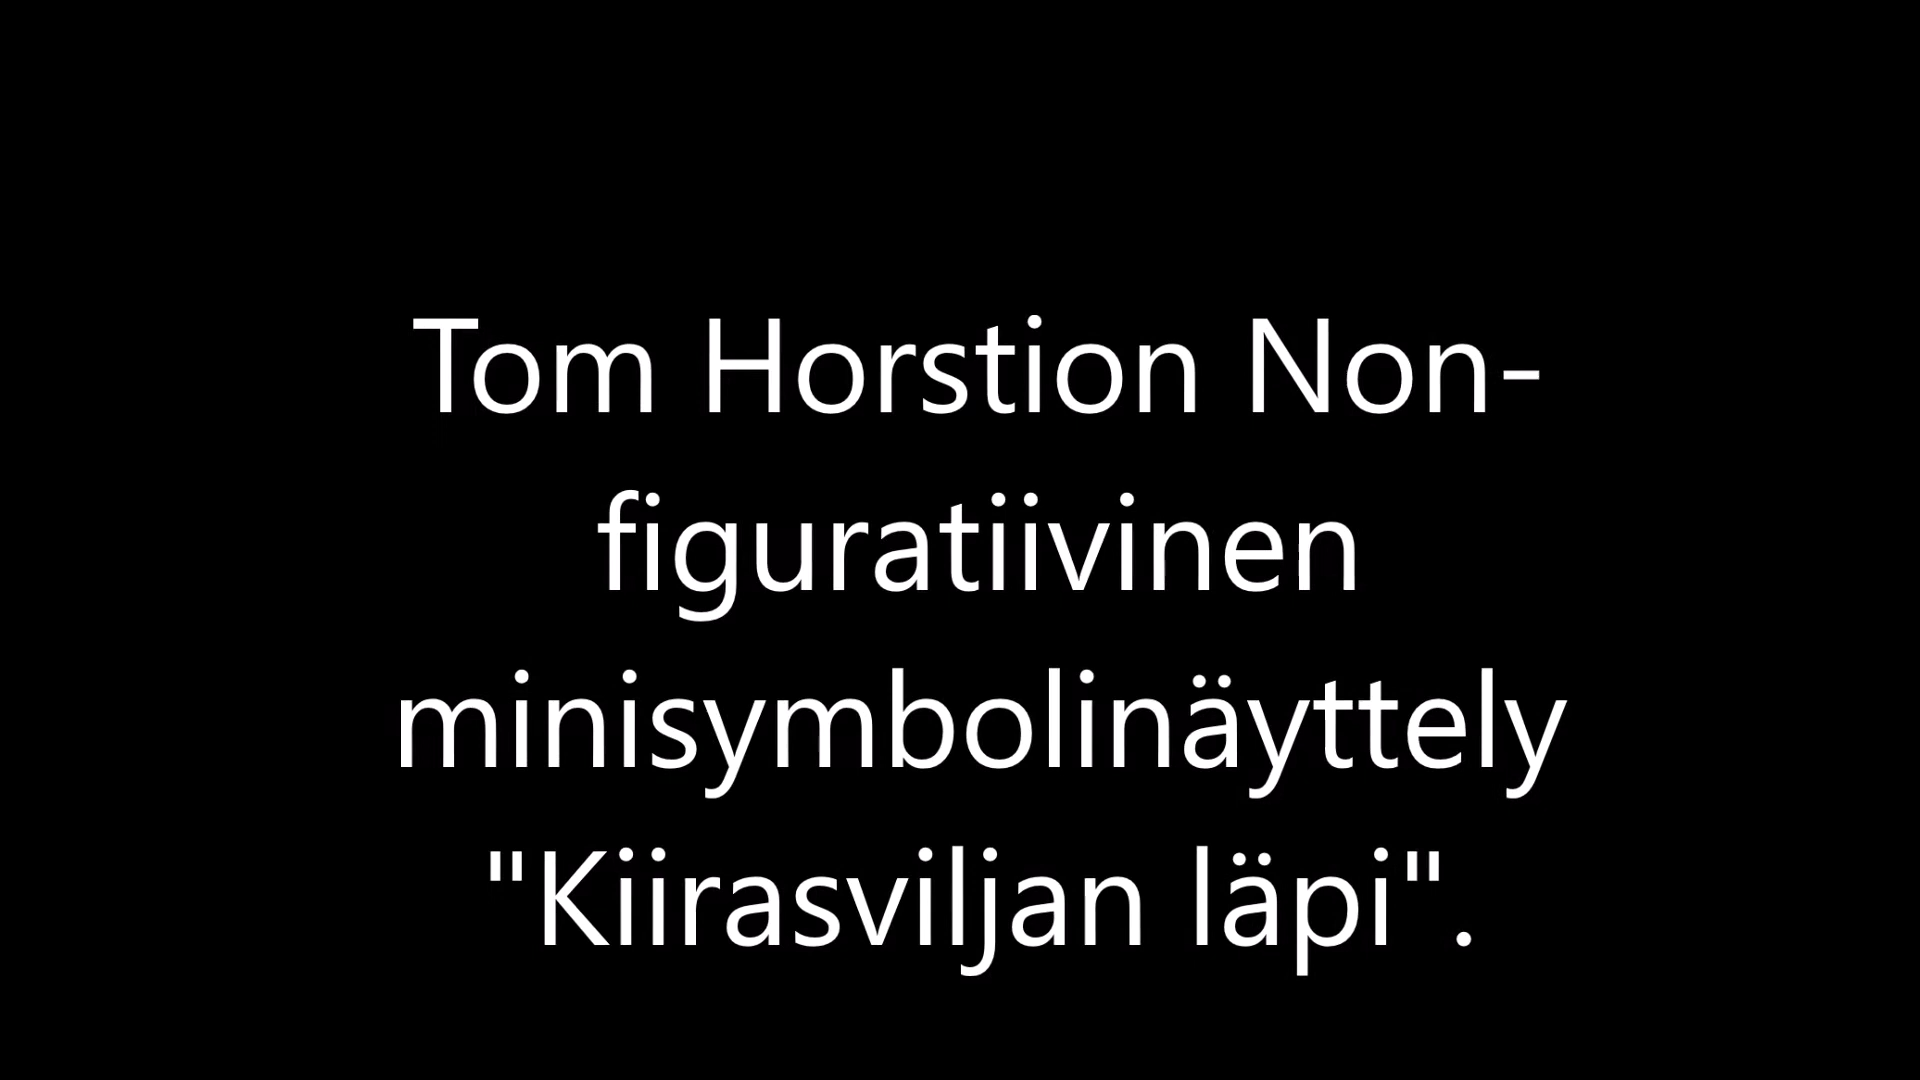 Tom Horstion Non-
figuratiivinen
minisymbolinäyttely
"Kiirasviljan läpi".